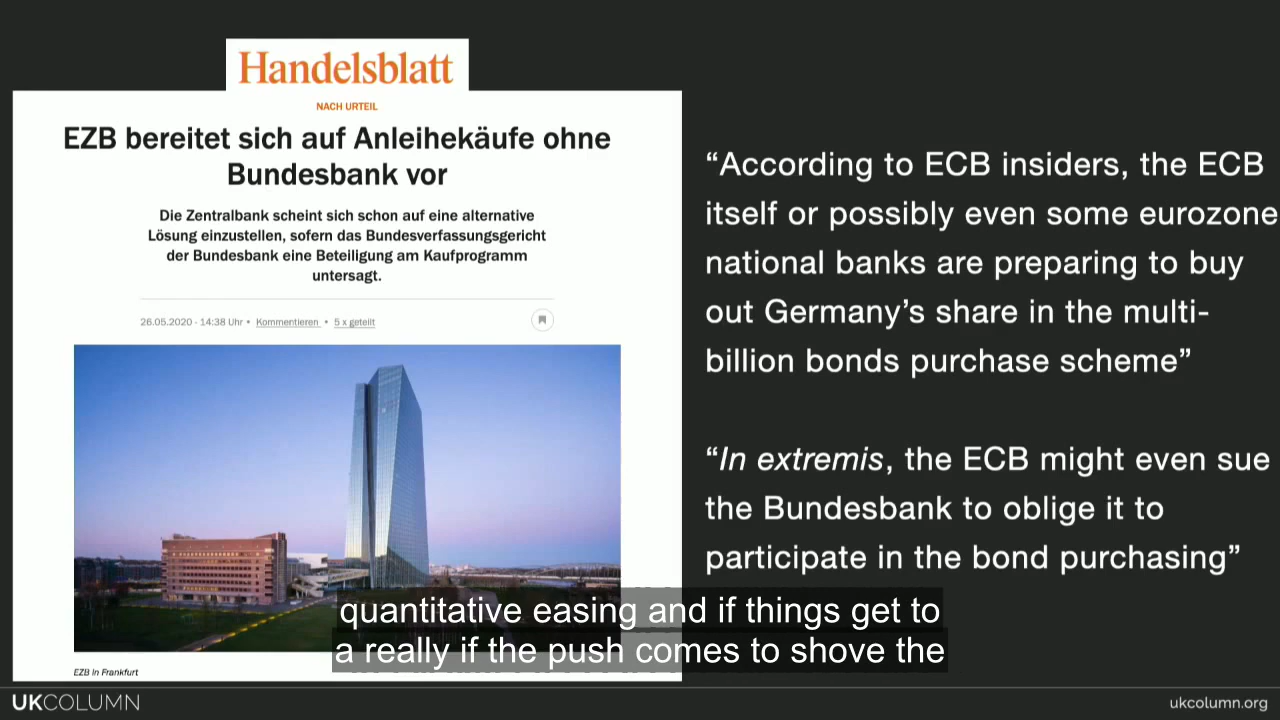 Handelsblatt
NACH URTEIL
EZB bereitet sich auf Anleihekäufe ohne
Bundesbank vor
Die Zentralbank scheint sich schon auf eine alternative
Lösung einzustellen, sofern das Bundesverfassungsgericht
der Bundesbank eine Beteiligung am Kaufprogramm
untersagt.
26.05.2020 - 14:38 Uhr • Kommentieren • 5 x geteilt
EZB in Frankfurt
“According to ECB insiders, the ECB
itself or possibly even some eurozone
national banks are preparing to buy
out Germany’s share in the multi-
billion bonds purchase scheme”
“In extremis, the ECB might even sue
the Bundesbank to oblige it to
participate in the bond purchasing”
quantitative easing and if things get to
a really if the push comes to shove the
UKCOLUMN
ukcolumn.org